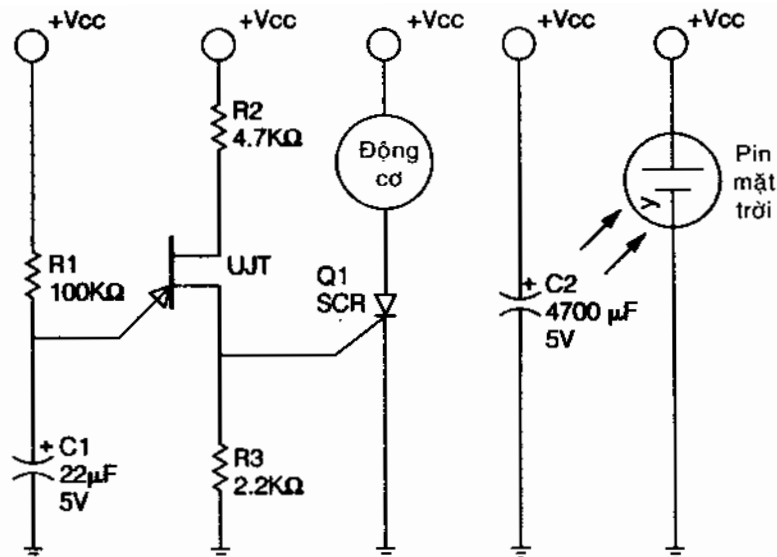 +Vcc
+Vcc
+Vcc
+Vcc
+Vcc
R2
4.7KΩ
Động
cơ
Pin
mặt
trời
R1
100KΩ
UJT
Q1
SCR
+ C2
4700 µF
5V
+ C1
22µF
5V
R3
2.2KΩ
y